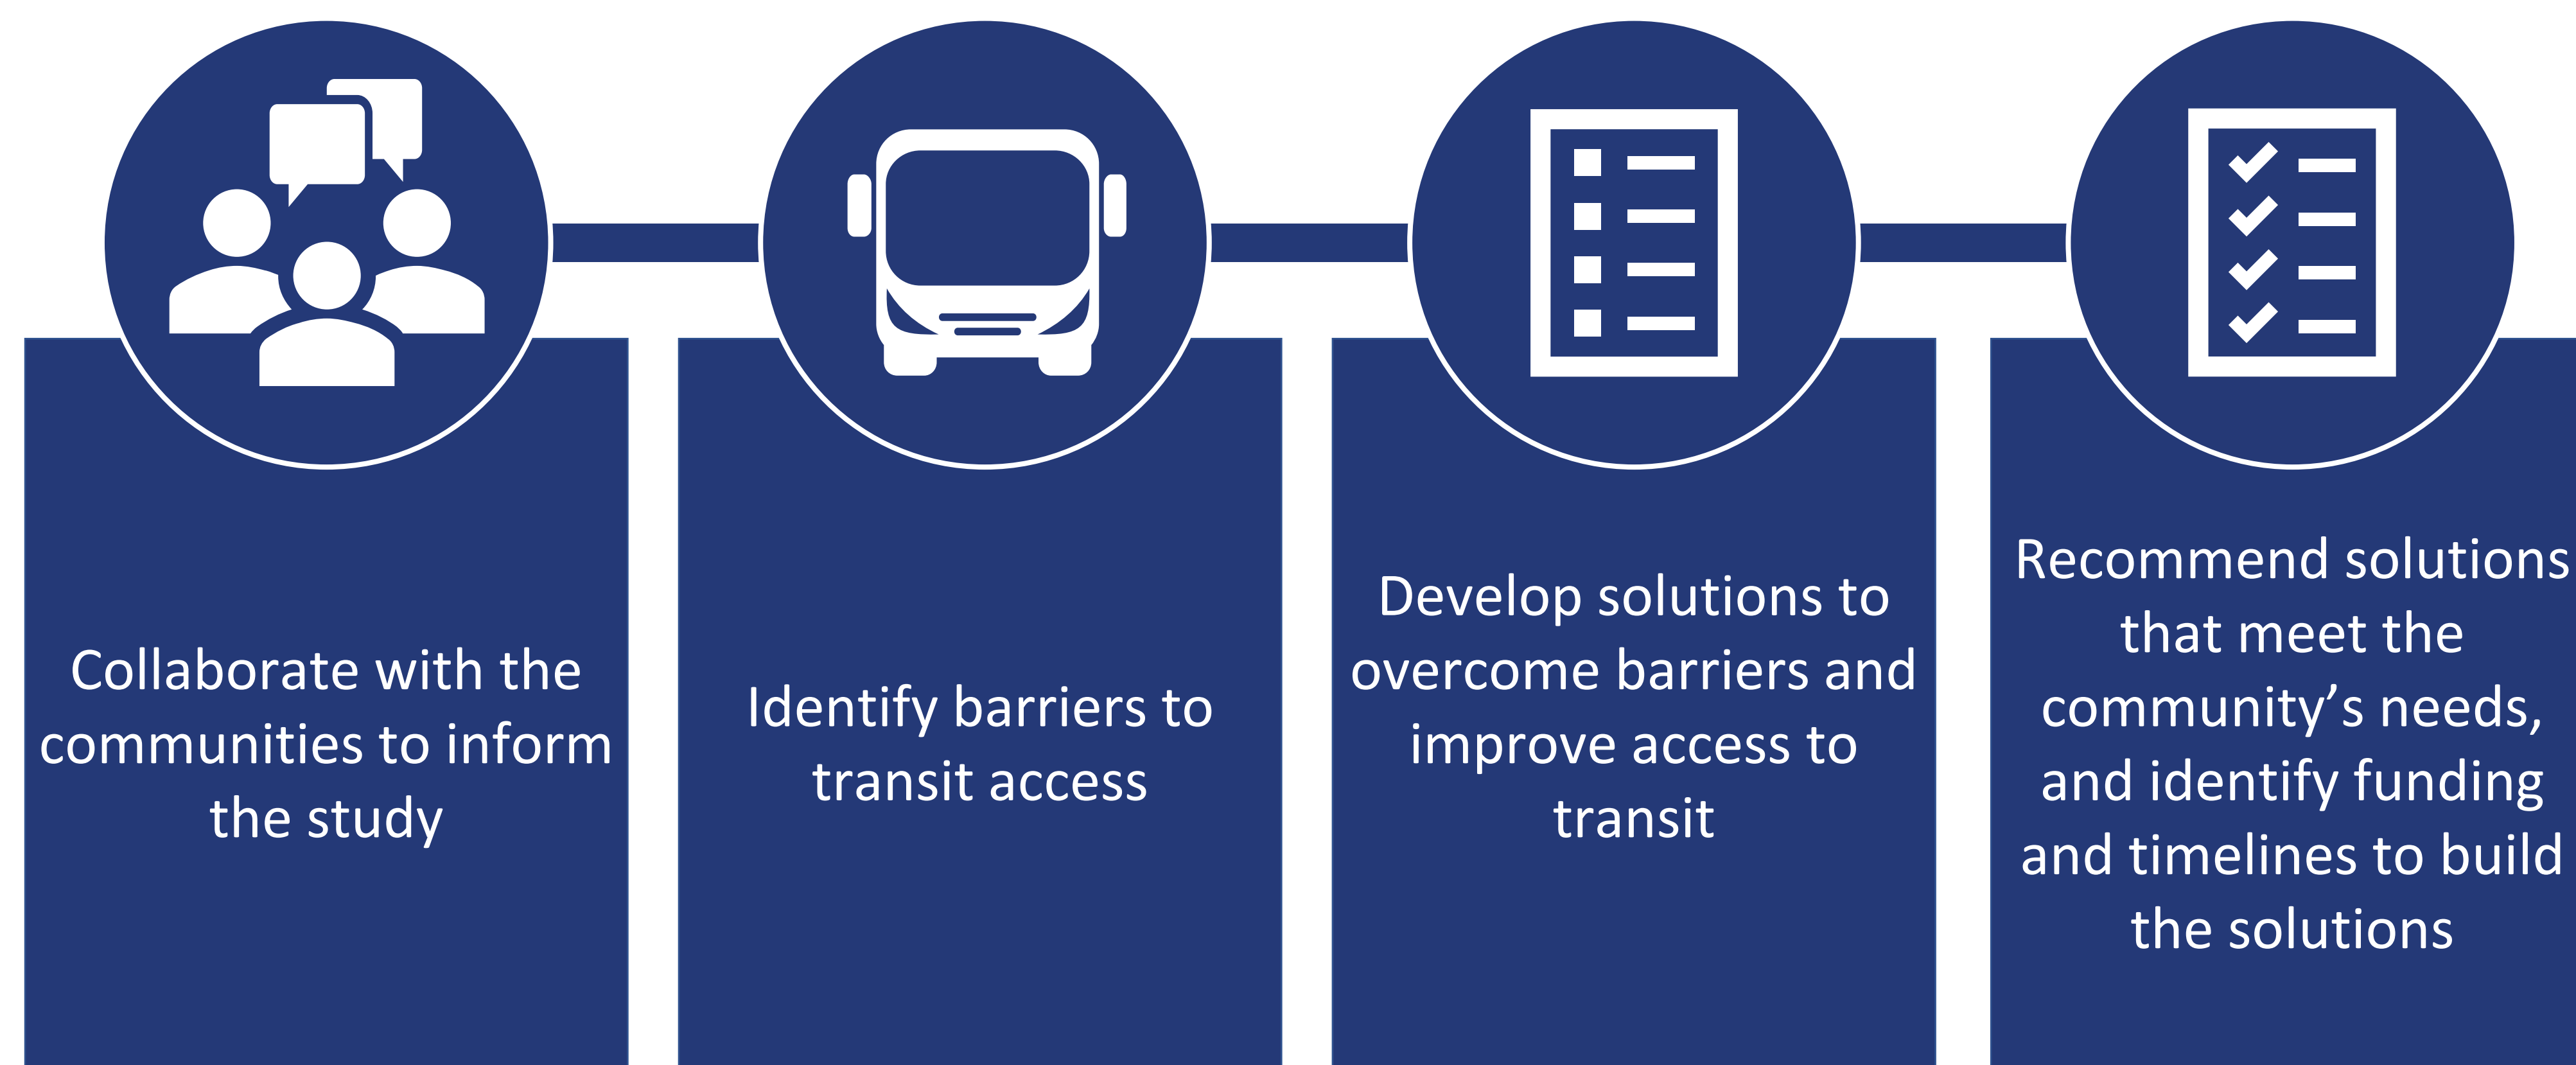 Collaborate with the
communities to inform
the study
Identify barriers to
transit access
Develop solutions to
overcome barriers and
improve access to
transit
Recommend solutions
that meet the
community’s needs,
and identify funding
and timelines to build
the solutions